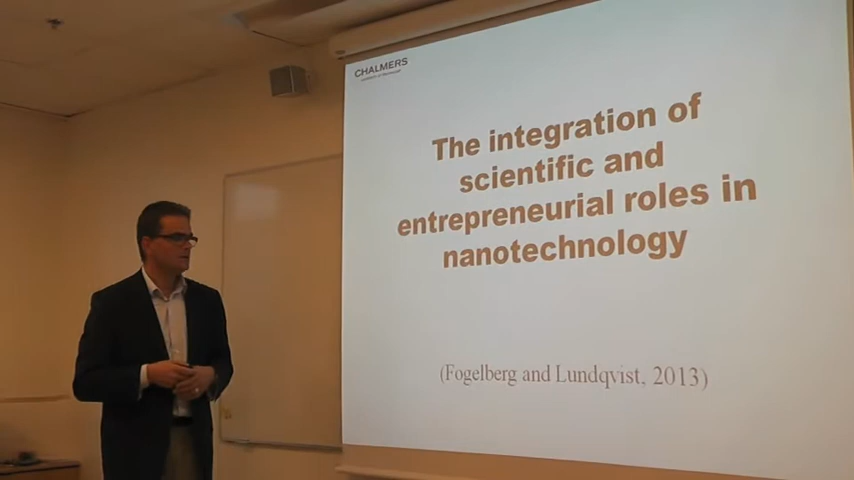 CHALMERS
The integration of
scientific and
entrepreneurial roles in
nanotechnology
(Fogelberg and Lundqvist, 2013)